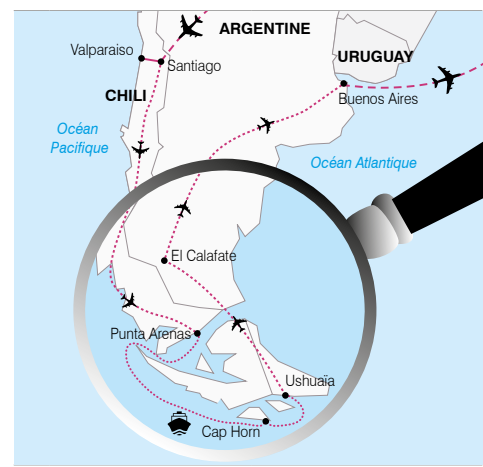 ARGENTINE
Valparaiso
URUGUAY
Santiago
CHILI
Buenos Aires
Océan
Pacifique
Océan Atlantique
El Calafate
Punta Arenas
Ushuaïa
Cap Horn